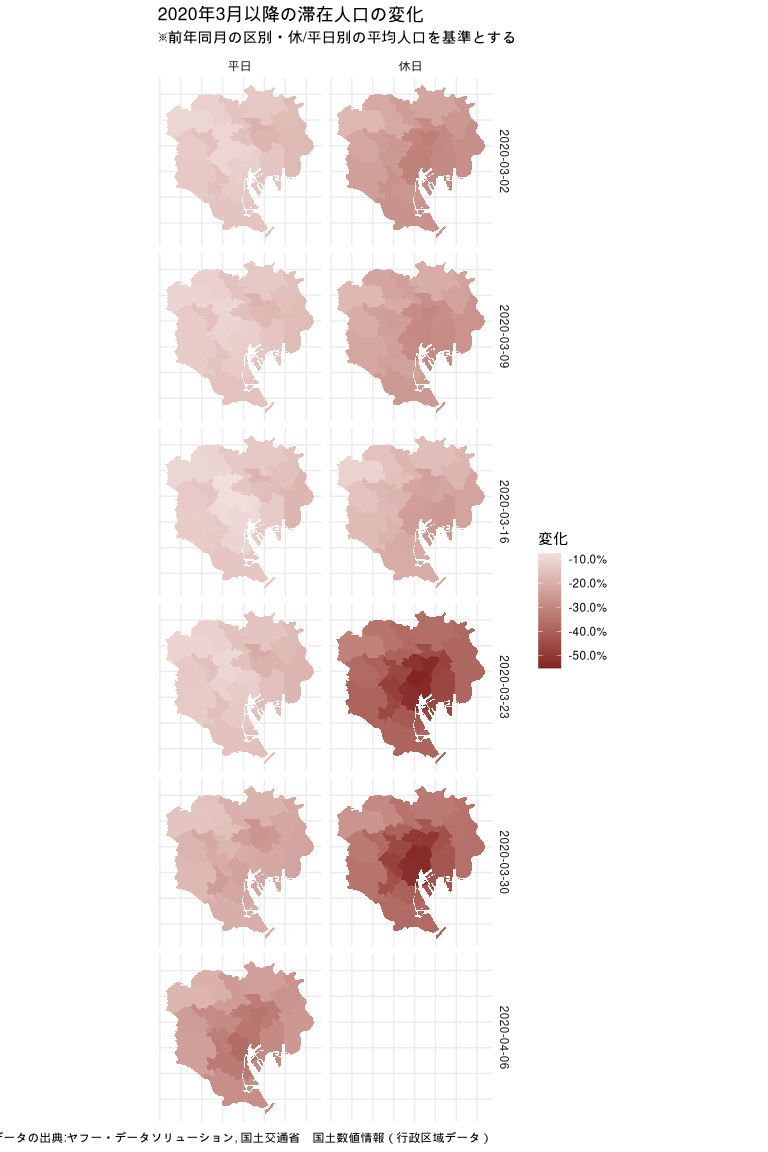 2020年3月以降の滞在人口の変化
※前年同月の区別・休/平日別の平均人口を基準とする
平日 休日
2020-03-02
2020-03-09
2020-03-16
2020-03-23
2020-03-30
2020-04-06
変化
-10.0%
-20.0%
-30.0%
-40.0%
-50.0%
データの出典:ヤフー・データソリューション, 国土交通省　国土数値情報（行政区域データ）